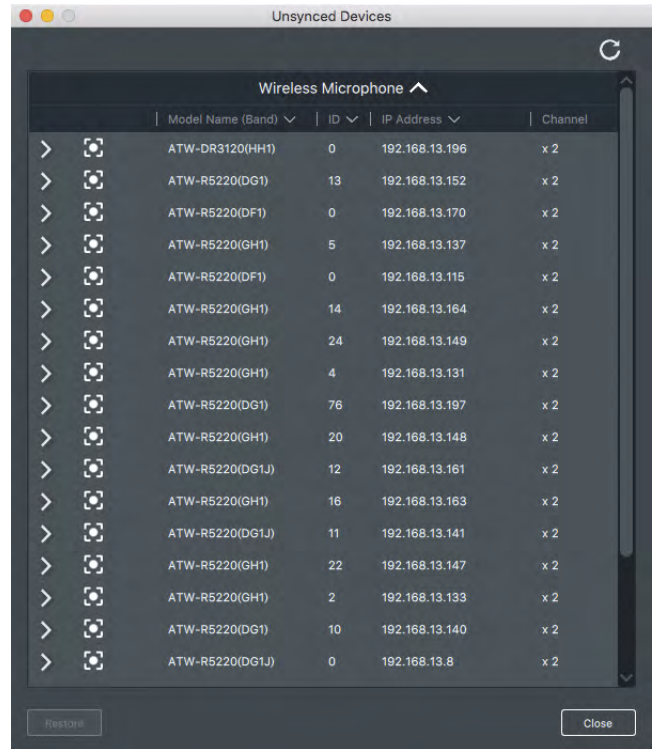 Unsynced Devices
Wireless Microphone
Model Name (Band) ID IP Address Channel
ATW-DR3120(HH1) 0 192.168.13.196 x 2
ATW-R5220(DG1) 13 192.168.13.152 x 2
ATW-R5220(DF1) 0 192.168.13.170 x 2
ATW-R5220(GH1) 5 192.168.13.137 x 2
ATW-R5220(DF1) 0 192.168.13.115 x 2
ATW-R5220(GH1) 14 192.168.13.164 x 2
ATW-R5220(GH1) 24 192.168.13.149 x 2
ATW-R5220(GH1) 4 192.168.13.131 x 2
ATW-R5220(DG1) 76 192.168.13.197 x 2
ATW-R5220(GH1) 20 192.168.13.148 x 2
ATW-R5220(DG1J) 12 192.168.13.161 x 2
ATW-R5220(GH1) 16 192.168.13.163 x 2
ATW-R5220(DG1J) 11 192.168.13.141 x 2
ATW-R5220(GH1) 22 192.168.13.147 x 2
ATW-R5220(GH1) 2 192.168.13.133 x 2
ATW-R5220(DG1) 10 192.168.13.140 x 2
ATW-R5220(DG1J) 0 192.168.13.8 x 2
Restore Close